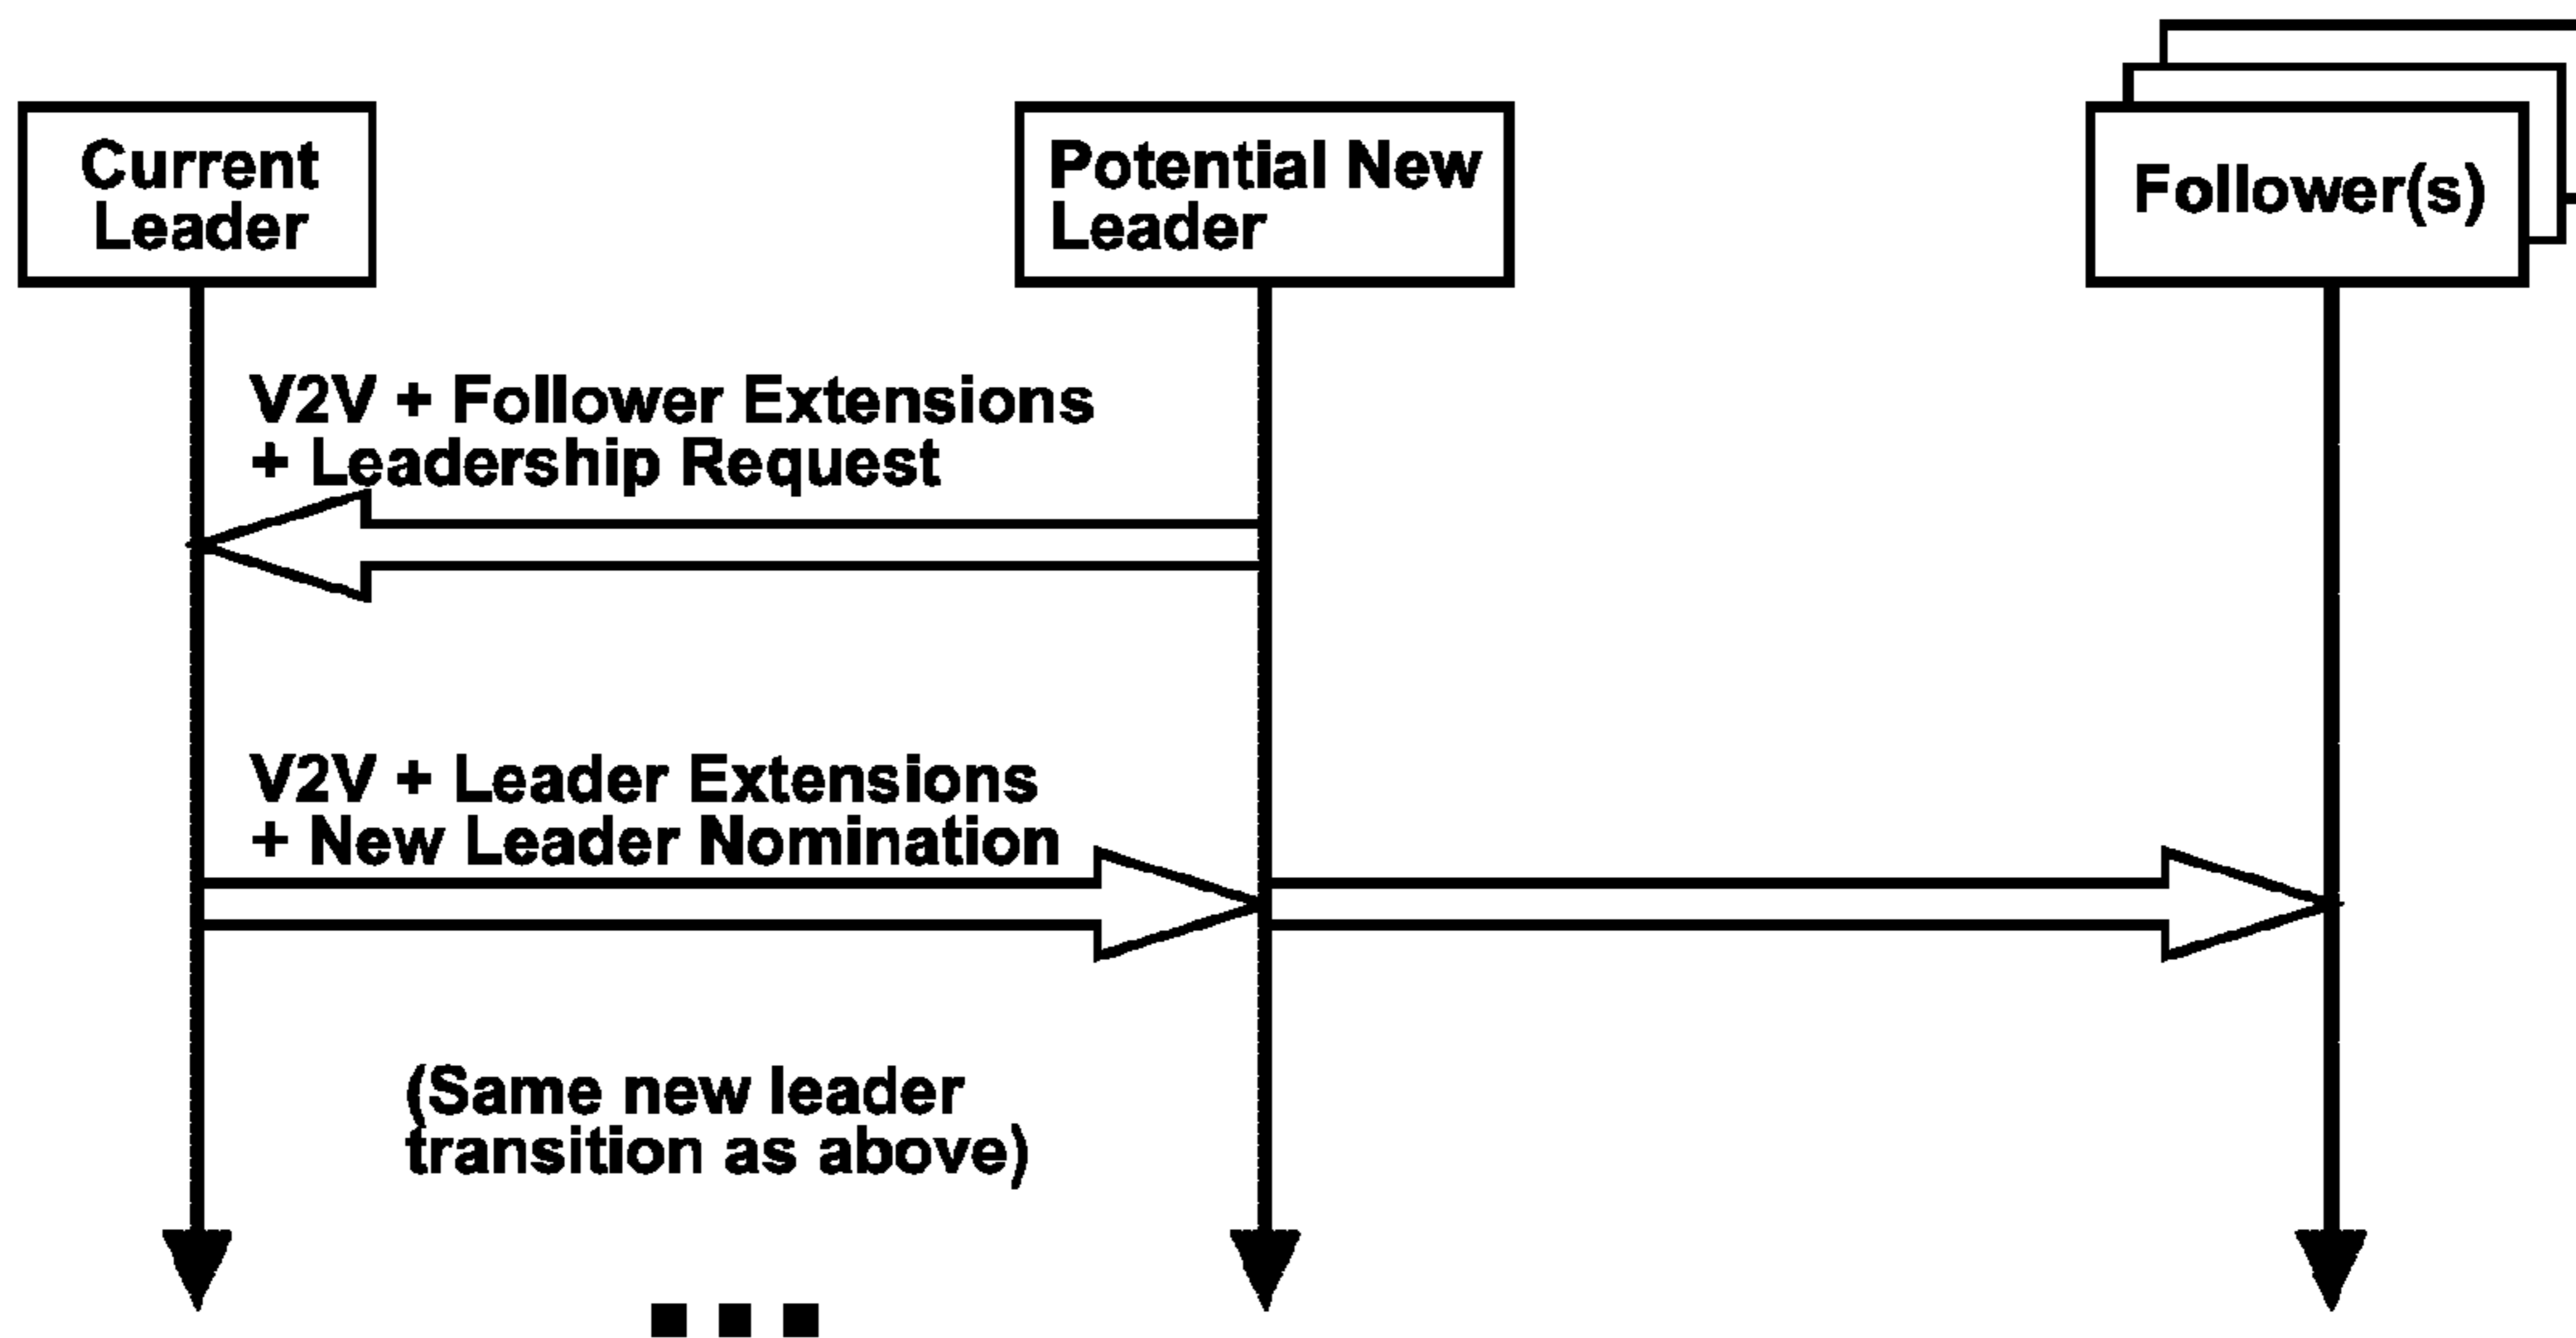 Current
Leader
Potential New
Leader
Follower(s)
V2V + Follower Extensions
+ Leadership Request
V2V + Leader Extensions
+ New Leader Nomination
(Same new leader
transition as above)